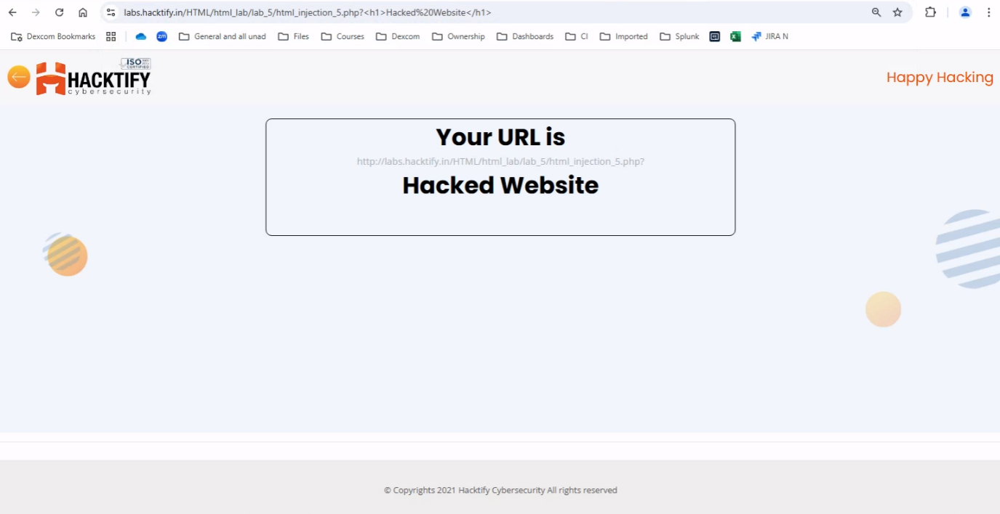 labs.hacktify.in/HTML/html_lab/lab_5/html_injection_5.php?<h1>Hacked%20Website</h1>
Dexcom Bookmarks zm General and all unad Files Courses Dexcom Ownership Dashboards CI Imported Splunk JIRA N
ISO
CERTIFIED
HACKTIFY
cybersecurity
Happy Hacking
Your URL is
http://labs.hacktify.in/HTML/html_lab/lab_5/html_injection_5.php?
Hacked Website
© Copyrights 2021 Hacktify Cybersecurity All rights reserved